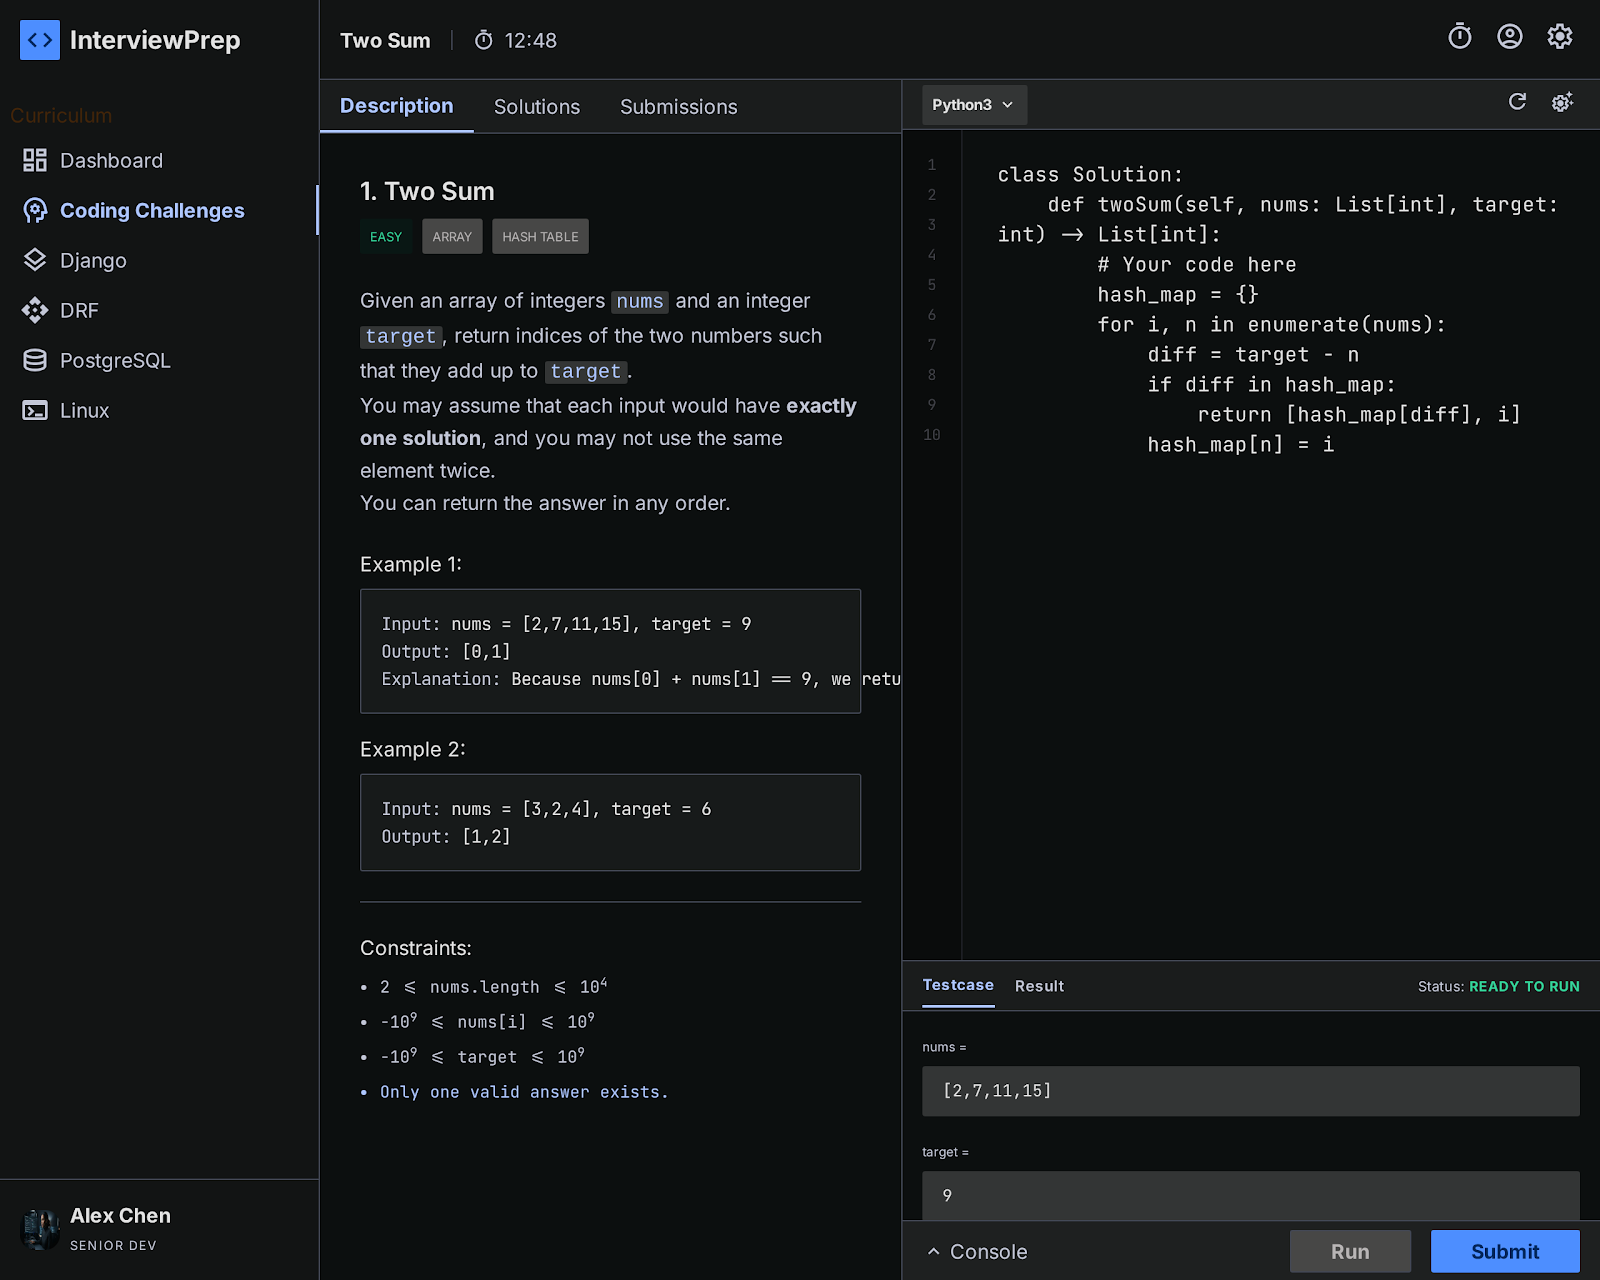 InterviewPrep
Curriculum
Dashboard
Coding Challenges
Django
DRF
PostgreSQL
Linux
Alex Chen
SENIOR DEV
Two Sum
12:48
Description Solutions Submissions
1. Two Sum
EASY ARRAY HASH TABLE
Given an array of integers nums and an integer
target, return indices of the two numbers such
that they add up to target.
You may assume that each input would have exactly
one solution, and you may not use the same
element twice.
You can return the answer in any order.
Example 1:
Input: nums = [2,7,11,15], target = 9
Output: [0,1]
Explanation: Because nums[0] + nums[1] == 9, we retu
Example 2:
Input: nums = [3,2,4], target = 6
Output: [1,2]
Constraints:
• 2 <= nums.length <= 10⁴
• -10⁹ <= nums[i] <= 10⁹
• -10⁹ <= target <= 10⁹
• Only one valid answer exists.
Python3
1
2
3
4
5
6
7
8
9
10
class Solution:
    def twoSum(self, nums: List[int], target:
int) -> List[int]:
        # Your code here
        hash_map = {}
        for i, n in enumerate(nums):
            diff = target - n
            if diff in hash_map:
                return [hash_map[diff], i]
            hash_map[n] = i
Testcase Result Status: READY TO RUN
nums =
[2,7,11,15]
target =
9
Console Run Submit